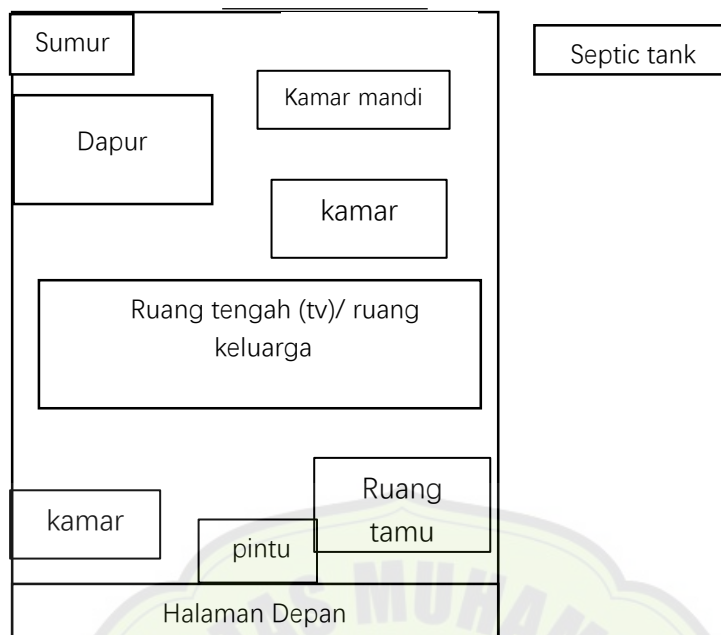 Sumur
Septic tank
Kamar mandi
Dapur
kamar
Ruang tengah (tv)/ ruang
keluarga
Ruang
tamu
kamar
pintu
Halaman Depan